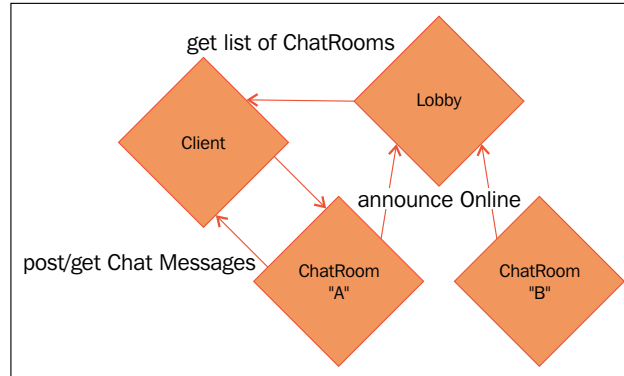 get list of ChatRooms
Lobby
Client
announce Online
post/get Chat Messages
ChatRoom
"A"
ChatRoom
"B"